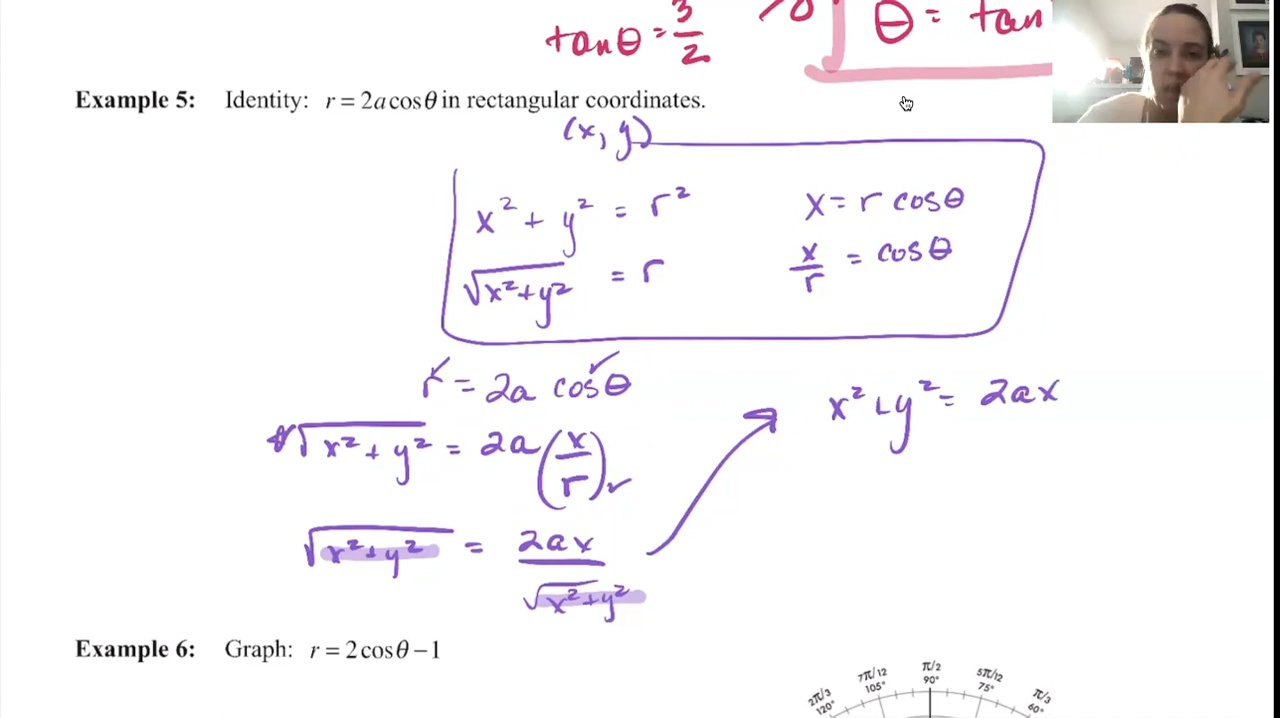 tanθ = 3/2
θ = tan
Example 5: Identity: r = 2a cosθ in rectangular coordinates.
(x, y)
x² + y² = r²
x = r cosθ
√x²+y² = r
x/r = cosθ
r = 2a cosθ
x² + y² = 2ax
√x² + y² = 2a(x/r)
√x²+y² = 2ax/√x²+y²
Example 6: Graph: r = 2cosθ−1
π/2
90°
7π/12
105°
5π/12
75°
2π/3
120°
π/3
60°